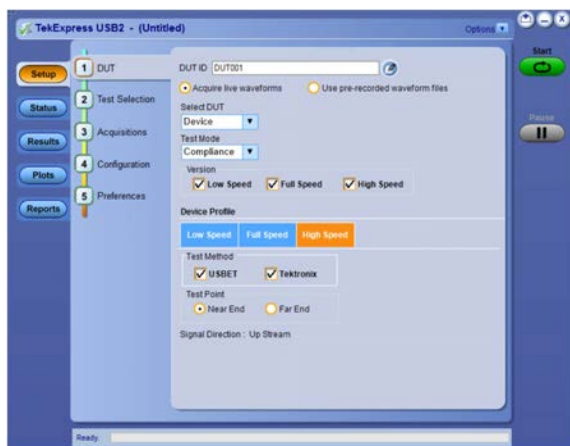 TekExpress USB2 - (Untitled)
Options
Start
Pause
Setup
Status
Results
Plots
Reports
1 DUT
2 Test Selection
3 Acquisitions
4 Configuration
5 Preferences
DUT ID DUT001
Acquire live waveforms Use pre-recorded waveform files
Select DUT
Device
Test Mode
Compliance
Version
Low Speed Full Speed High Speed
Device Profile
Low Speed Full Speed High Speed
Test Method
USBET Tektronix
Test Point
Near End Far End
Signal Direction : Up Stream
Ready.